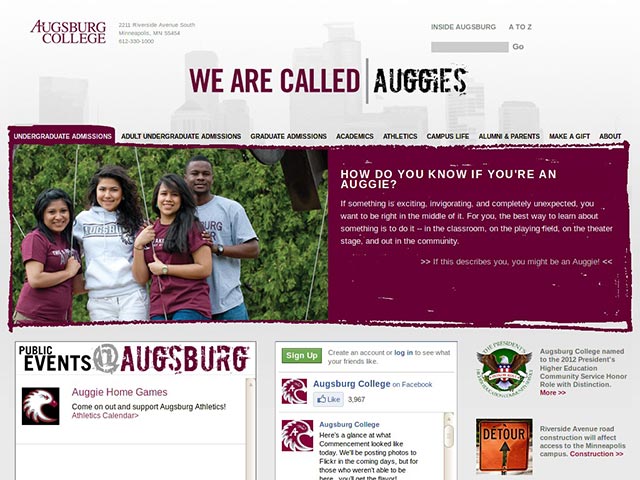 AUGSBURG
COLLEGE
2211 Riverside Avenue South
Minneapolis, MN 55454
612-330-1000
INSIDE AUGSBURG A TO Z
Go
WE ARE CALLED AUGGIES
UNDERGRADUATE ADMISSIONS ADULT UNDERGRADUATE ADMISSIONS GRADUATE ADMISSIONS ACADEMICS ATHLETICS CAMPUS LIFE ALUMNI & PARENTS MAKE A GIFT ABOUT
HOW DO YOU KNOW IF YOU'RE AN
AUGGIE?
If something is exciting, invigorating, and completely unexpected, you
want to be right in the middle of it. For you, the best way to learn about
something is to do it -- in the classroom, on the playing field, on the theater
stage, and out in the community.
>> If this describes you, you might be an Auggie! <<
PUBLIC
EVENTS@AUGSBURG
Auggie Home Games
Come on out and support Augsburg Athletics!
Athletics Calendar>
Sign Up
Create an account or log in to see what
your friends like.
Augsburg College on Facebook
Like 3,967
Augsburg College
Here's a glance at what
Commencement looked like
today. We'll be posting photos to
Flickr in the coming days, but for
those who weren't able to be
here...you'll get the flavor!
THE PRESIDENT'S
HONOR ROLL
Augsburg College named
to the 2012 President's
Higher Education
Community Service Honor
Role with Distinction.
More >>
DETOUR
Riverside Avenue road
construction will affect
access to the Minneapolis
campus. Construction >>